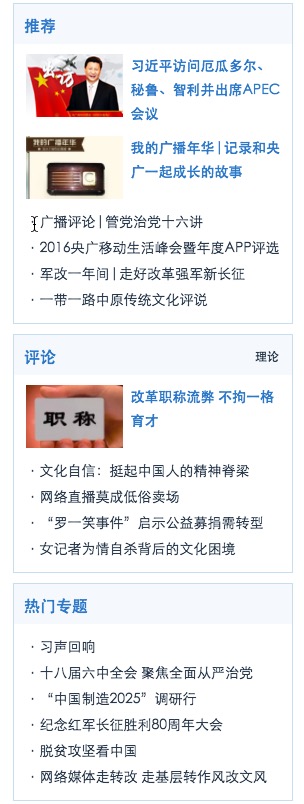 推荐
出访
习近平访问厄瓜多尔、
秘鲁、智利并出席APEC
会议
我的广播年华
我的广播年华 | 记录和央
广一起成长的故事
· 广播评论 | 管党治党十六讲
· 2016央广移动生活峰会暨年度APP评选
· 军改一年间 | 走好改革强军新长征
· 一带一路中原传统文化评说
评论
理论
职称
改革职称流弊 不拘一格
育才
· 文化自信：挺起中国人的精神脊梁
· 网络直播莫成低俗卖场
· “罗一笑事件”启示公益募捐需转型
· 女记者为情自杀背后的文化困境
热门专题
· 习声回响
· 十八届六中全会 聚焦全面从严治党
· “中国制造2025”调研行
· 纪念红军长征胜利80周年大会
· 脱贫攻坚看中国
· 网络媒体走转改 走基层转作风改文风